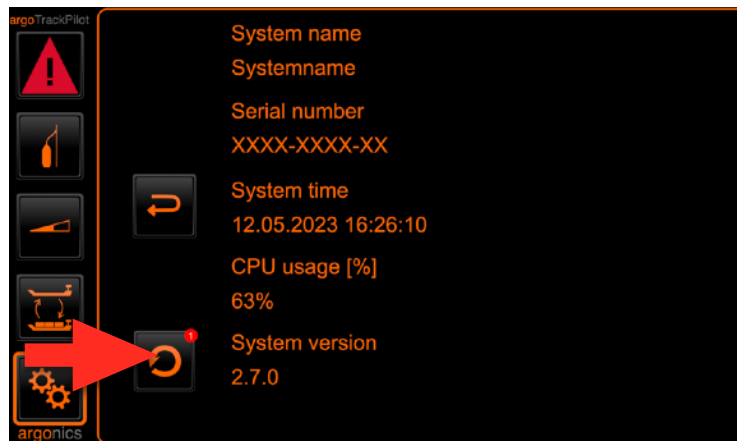 argoTrackPilot
!
System name
Systemname
Serial number
XXXX-XXXX-XX
System time
12.05.2023 16:26:10
CPU usage [%]
63%
1
System version
2.7.0
argonics